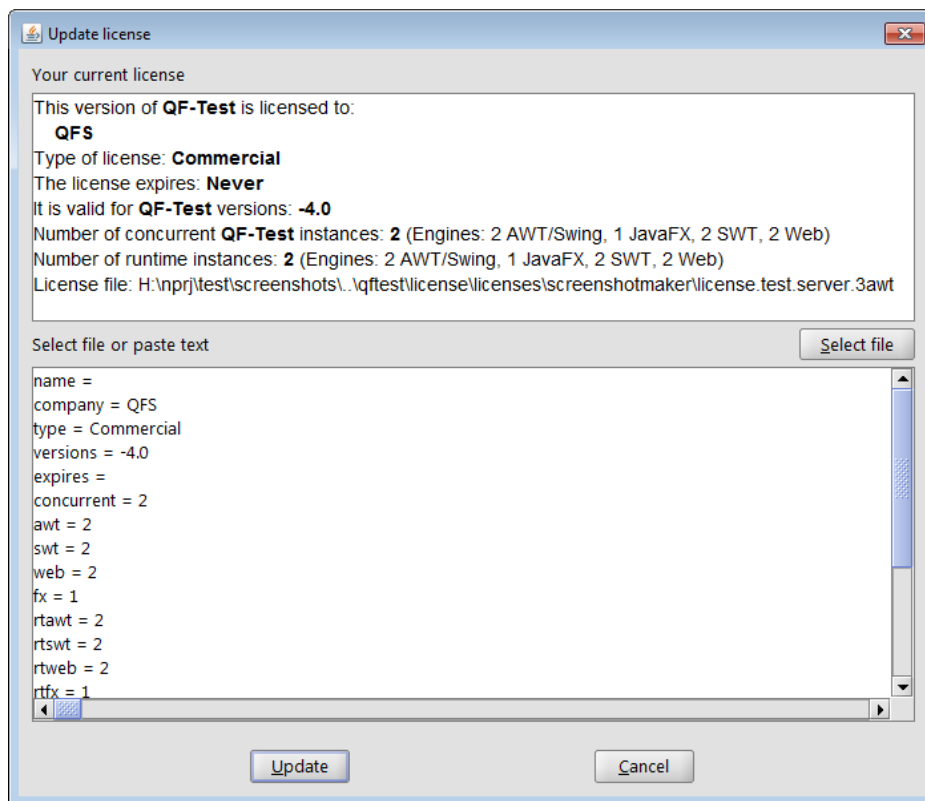 Update license
Your current license
This version of QF-Test is licensed to:
QFS
Type of license: Commercial
The license expires: Never
It is valid for QF-Test versions: -4.0
Number of concurrent QF-Test instances: 2 (Engines: 2 AWT/Swing, 1 JavaFX, 2 SWT, 2 Web)
Number of runtime instances: 2 (Engines: 2 AWT/Swing, 1 JavaFX, 2 SWT, 2 Web)
License file: H:\nprj\test\screenshots\..\qftest\license\licenses\screenshotmaker\license.test.server.3awt
Select file or paste text
Select file
name =
company = QFS
type = Commercial
versions = -4.0
expires =
concurrent = 2
awt = 2
swt = 2
web = 2
fx = 1
rtawt = 2
rtswt = 2
rtweb = 2
rtfx = 1
Update
Cancel